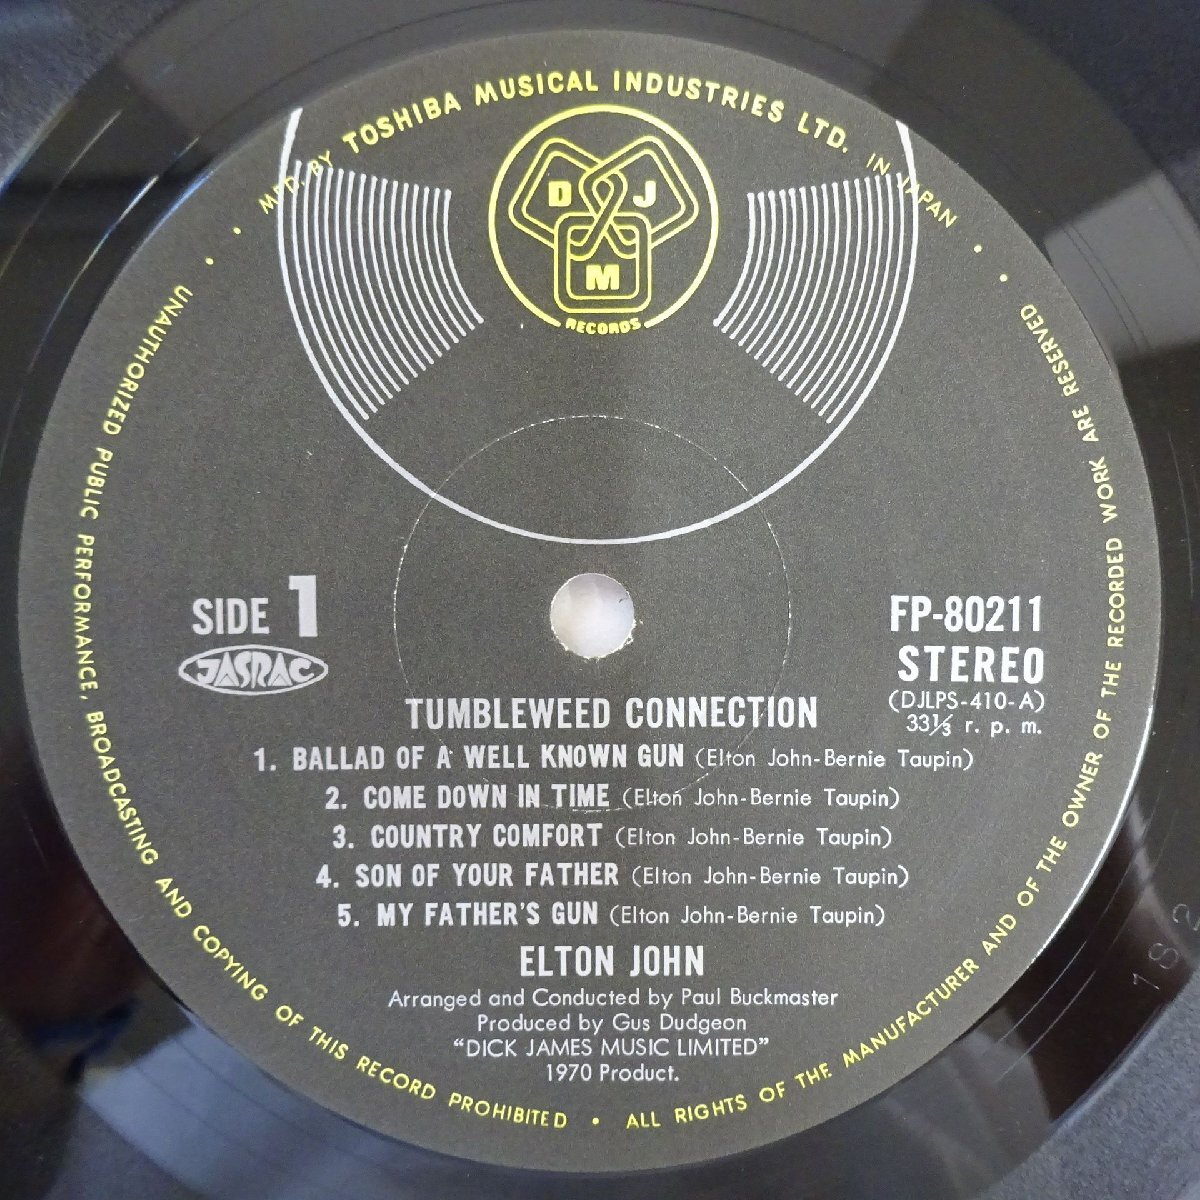 MFD. BY TOSHIBA MUSICAL INDUSTRIES LTD. IN JAPAN
D J
M
RECORDS
SIDE 1
JASRAC
FP-80211
STEREO
(DJLPS-410-A)
33⅓ r. p. m.
TUMBLEWEED CONNECTION
1. BALLAD OF A WELL KNOWN GUN (Elton John-Bernie Taupin)
2. COME DOWN IN TIME (Elton John-Bernie Taupin)
3. COUNTRY COMFORT (Elton John-Bernie Taupin)
4. SON OF YOUR FATHER (Elton John-Bernie Taupin)
5. MY FATHER'S GUN (Elton John-Bernie Taupin)
ELTON JOHN
Arranged and Conducted by Paul Buckmaster
Produced by Gus Dudgeon
"DICK JAMES MUSIC LIMITED"
1970 Product.
UNAUTHORIZED PUBLIC PERFORMANCE, BROADCASTING AND COPYING OF THIS RECORD PROHIBITED • ALL RIGHTS OF THE MANUFACTURER AND OF THE OWNER OF THE RECORDED WORK ARE RESERVED